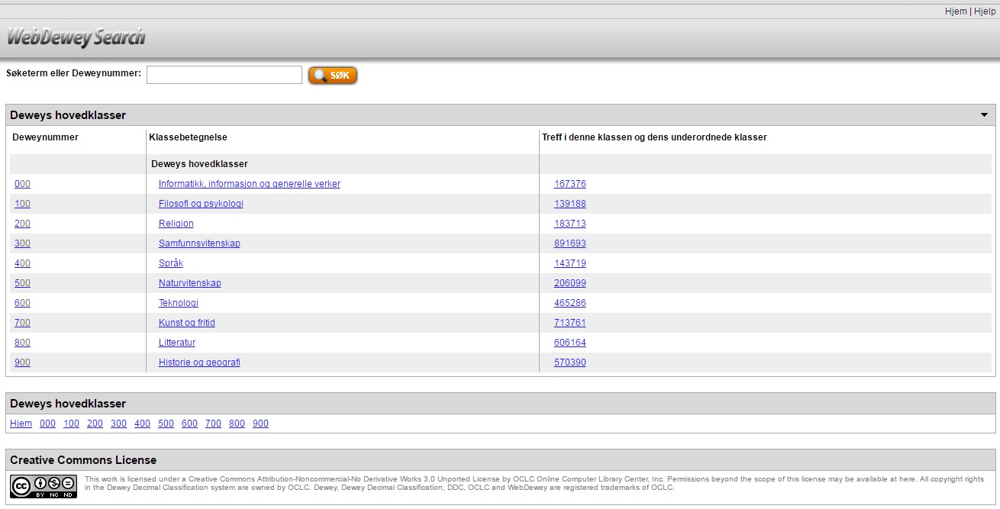 Hjem | Hjelp
WebDewey Search
Søketerm eller Deweynummer: SØK
Deweys hovedklasser
Deweynummer Klassebetegnelse Treff i denne klassen og dens underordnede klasser
Deweys hovedklasser
000 Informatikk, informasjon og generelle verker 167376
100 Filosofi og psykologi 139188
200 Religion 183713
300 Samfunnsvitenskap 891693
400 Språk 143719
500 Naturvitenskap 206099
600 Teknologi 465286
700 Kunst og fritid 713761
800 Litteratur 606164
900 Historie og geografi 570390
Deweys hovedklasser
Hjem 000 100 200 300 400 500 600 700 800 900
Creative Commons License
This work is licensed under a Creative Commons Attribution-Noncommercial-No Derivative Works 3.0 Unported License by OCLC Online Computer Library Center, Inc. Permissions beyond the scope of this license may be available at here. All copyright rights
in the Dewey Decimal Classification system are owned by OCLC. Dewey, Dewey Decimal Classification, DDC, OCLC and WebDewey are registered trademarks of OCLC.
cc BY NC ND